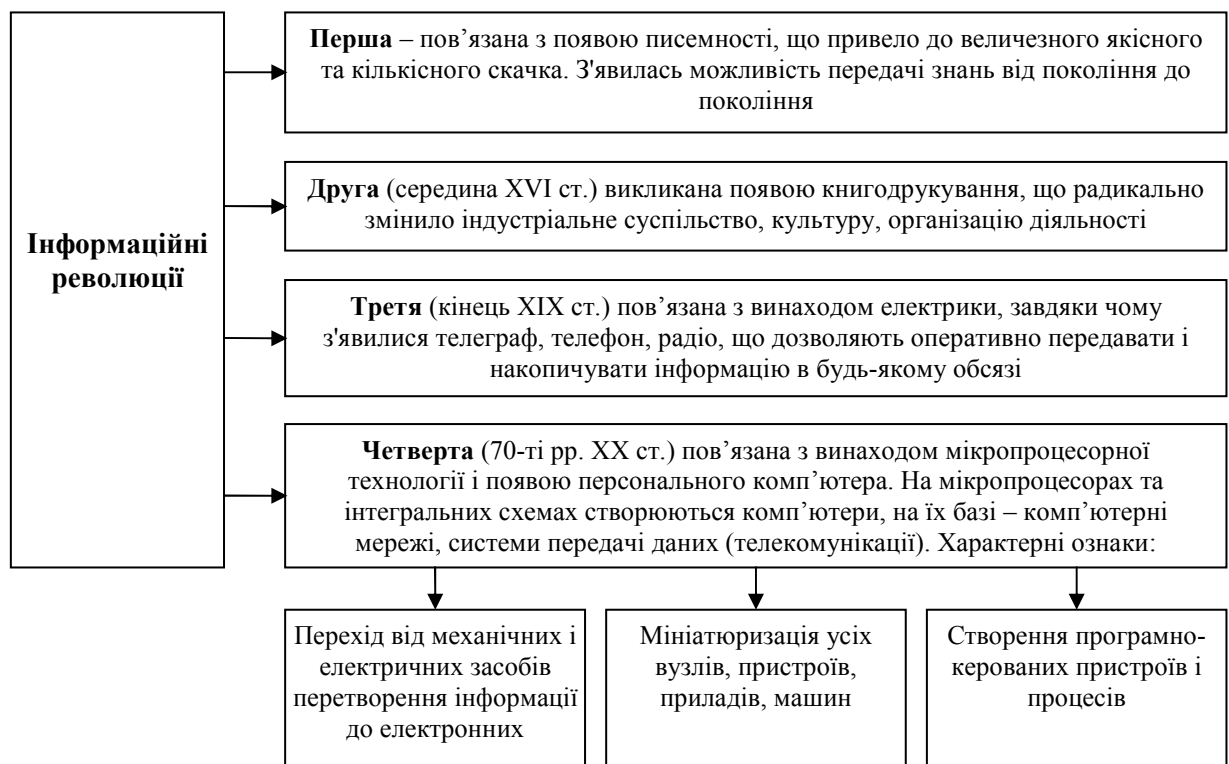 Перша – пов’язана з появою писемності, що привело до величезного якісного
та кількісного скачка. З'явилась можливість передачі знань від покоління до
покоління
Друга (середина XVI ст.) викликана появою книгодрукування, що радикально
змінило індустріальне суспільство, культуру, організацію діяльності
Інформаційні
революції
Третя (кінець XIX ст.) пов’язана з винаходом електрики, завдяки чому
з'явилися телеграф, телефон, радіо, що дозволяють оперативно передавати і
накопичувати інформацію в будь-якому обсязі
Четверта (70-ті рр. XX ст.) пов’язана з винаходом мікропроцесорної
технології і появою персонального комп’ютера. На мікропроцесорах та
інтегральних схемах створюються комп’ютери, на їх базі – комп’ютерні
мережі, системи передачі даних (телекомунікації). Характерні ознаки:
Перехід від механічних і
електричних засобів
перетворення інформації
до електронних
Мініатюризація усіх
вузлів, пристроїв,
приладів, машин
Створення програмно-
керованих пристроїв і
процесів